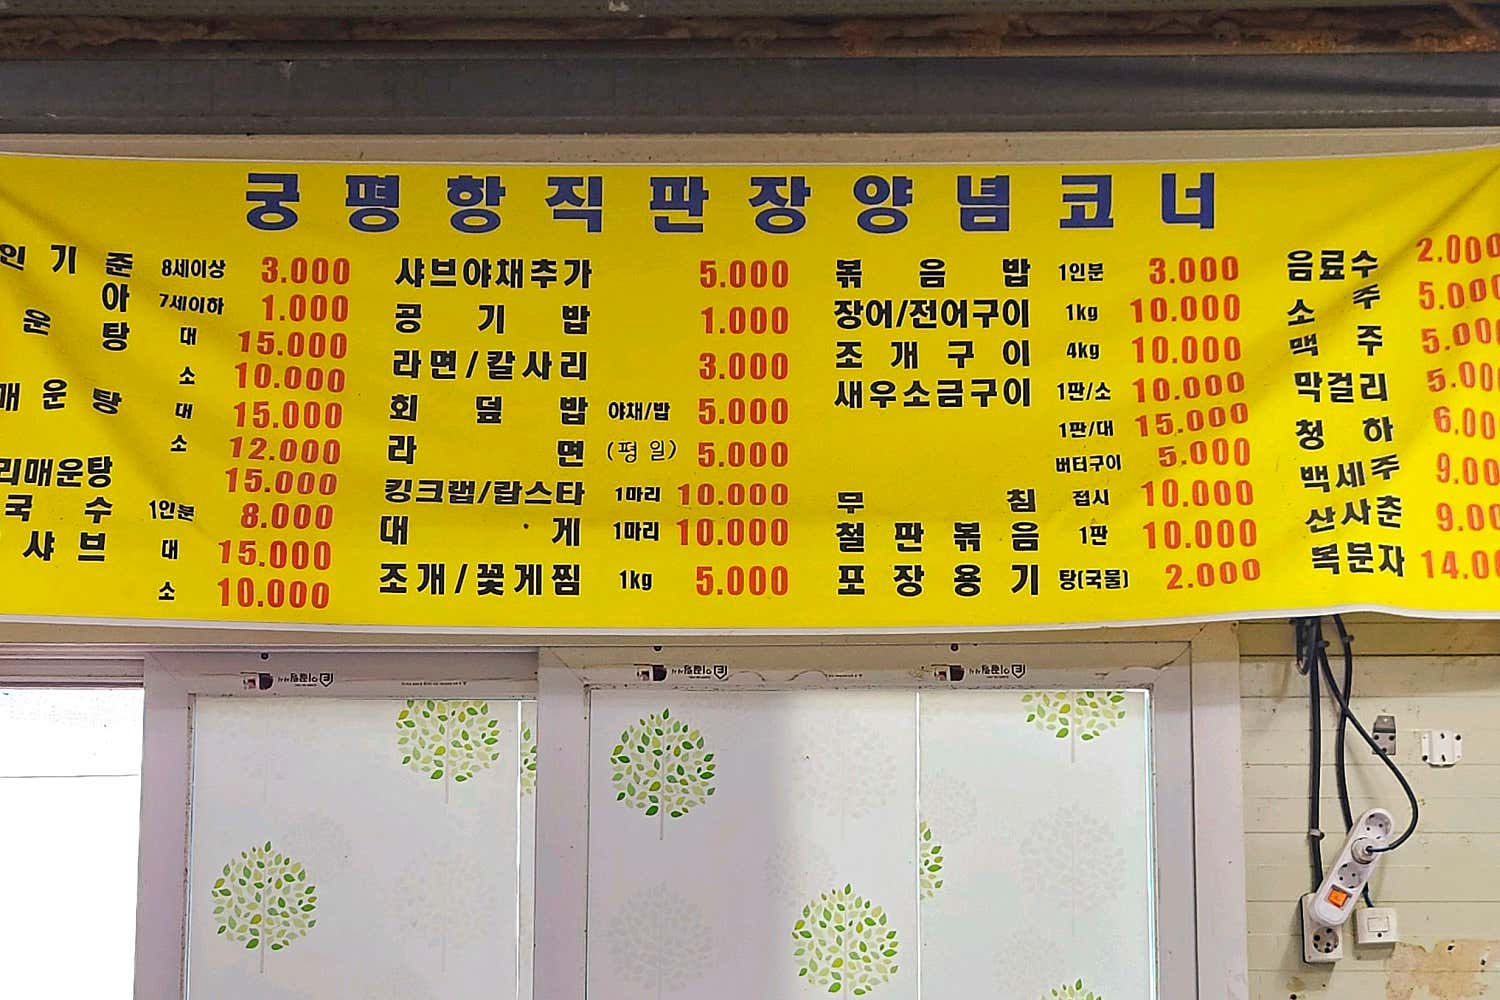 궁평항직판장양념코너
인기준 8세이상 3.000
아 7세이하 1.000
운탕 대 15.000
소 10.000
매운탕 대 15.000
소 12.000
리매운탕 15.000
국수 1인분 8.000
샤브 대 15.000
소 10.000
샤브야채추가 5.000
공기밥 1.000
라면/칼사리 3.000
회덮밥 야채/밥 5.000
라면 (평일) 5.000
킹크랩/랍스타 1마리 10.000
대게 1마리 10.000
조개/꽃게찜 1kg 5.000
볶음밥 1인분 3.000
장어/전어구이 1kg 10.000
조개구이 4kg 10.000
새우소금구이 1판/소 10.000
1판/대 15.000
버터구이 5.000
무침 접시 10.000
철판볶음 1판 10.000
포장용기 탕(국물) 2.000
음료수 2.000
소주 5.000
맥주 5.000
막걸리 5.00
청하 6.00
백세주 9.00
산사춘 9.00
복분자 14.00